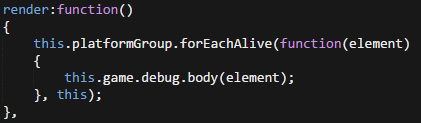 render:function()
{
    this.platformGroup.forEachAlive(function(element)
    {
        this.game.debug.body(element);
    }, this);
},